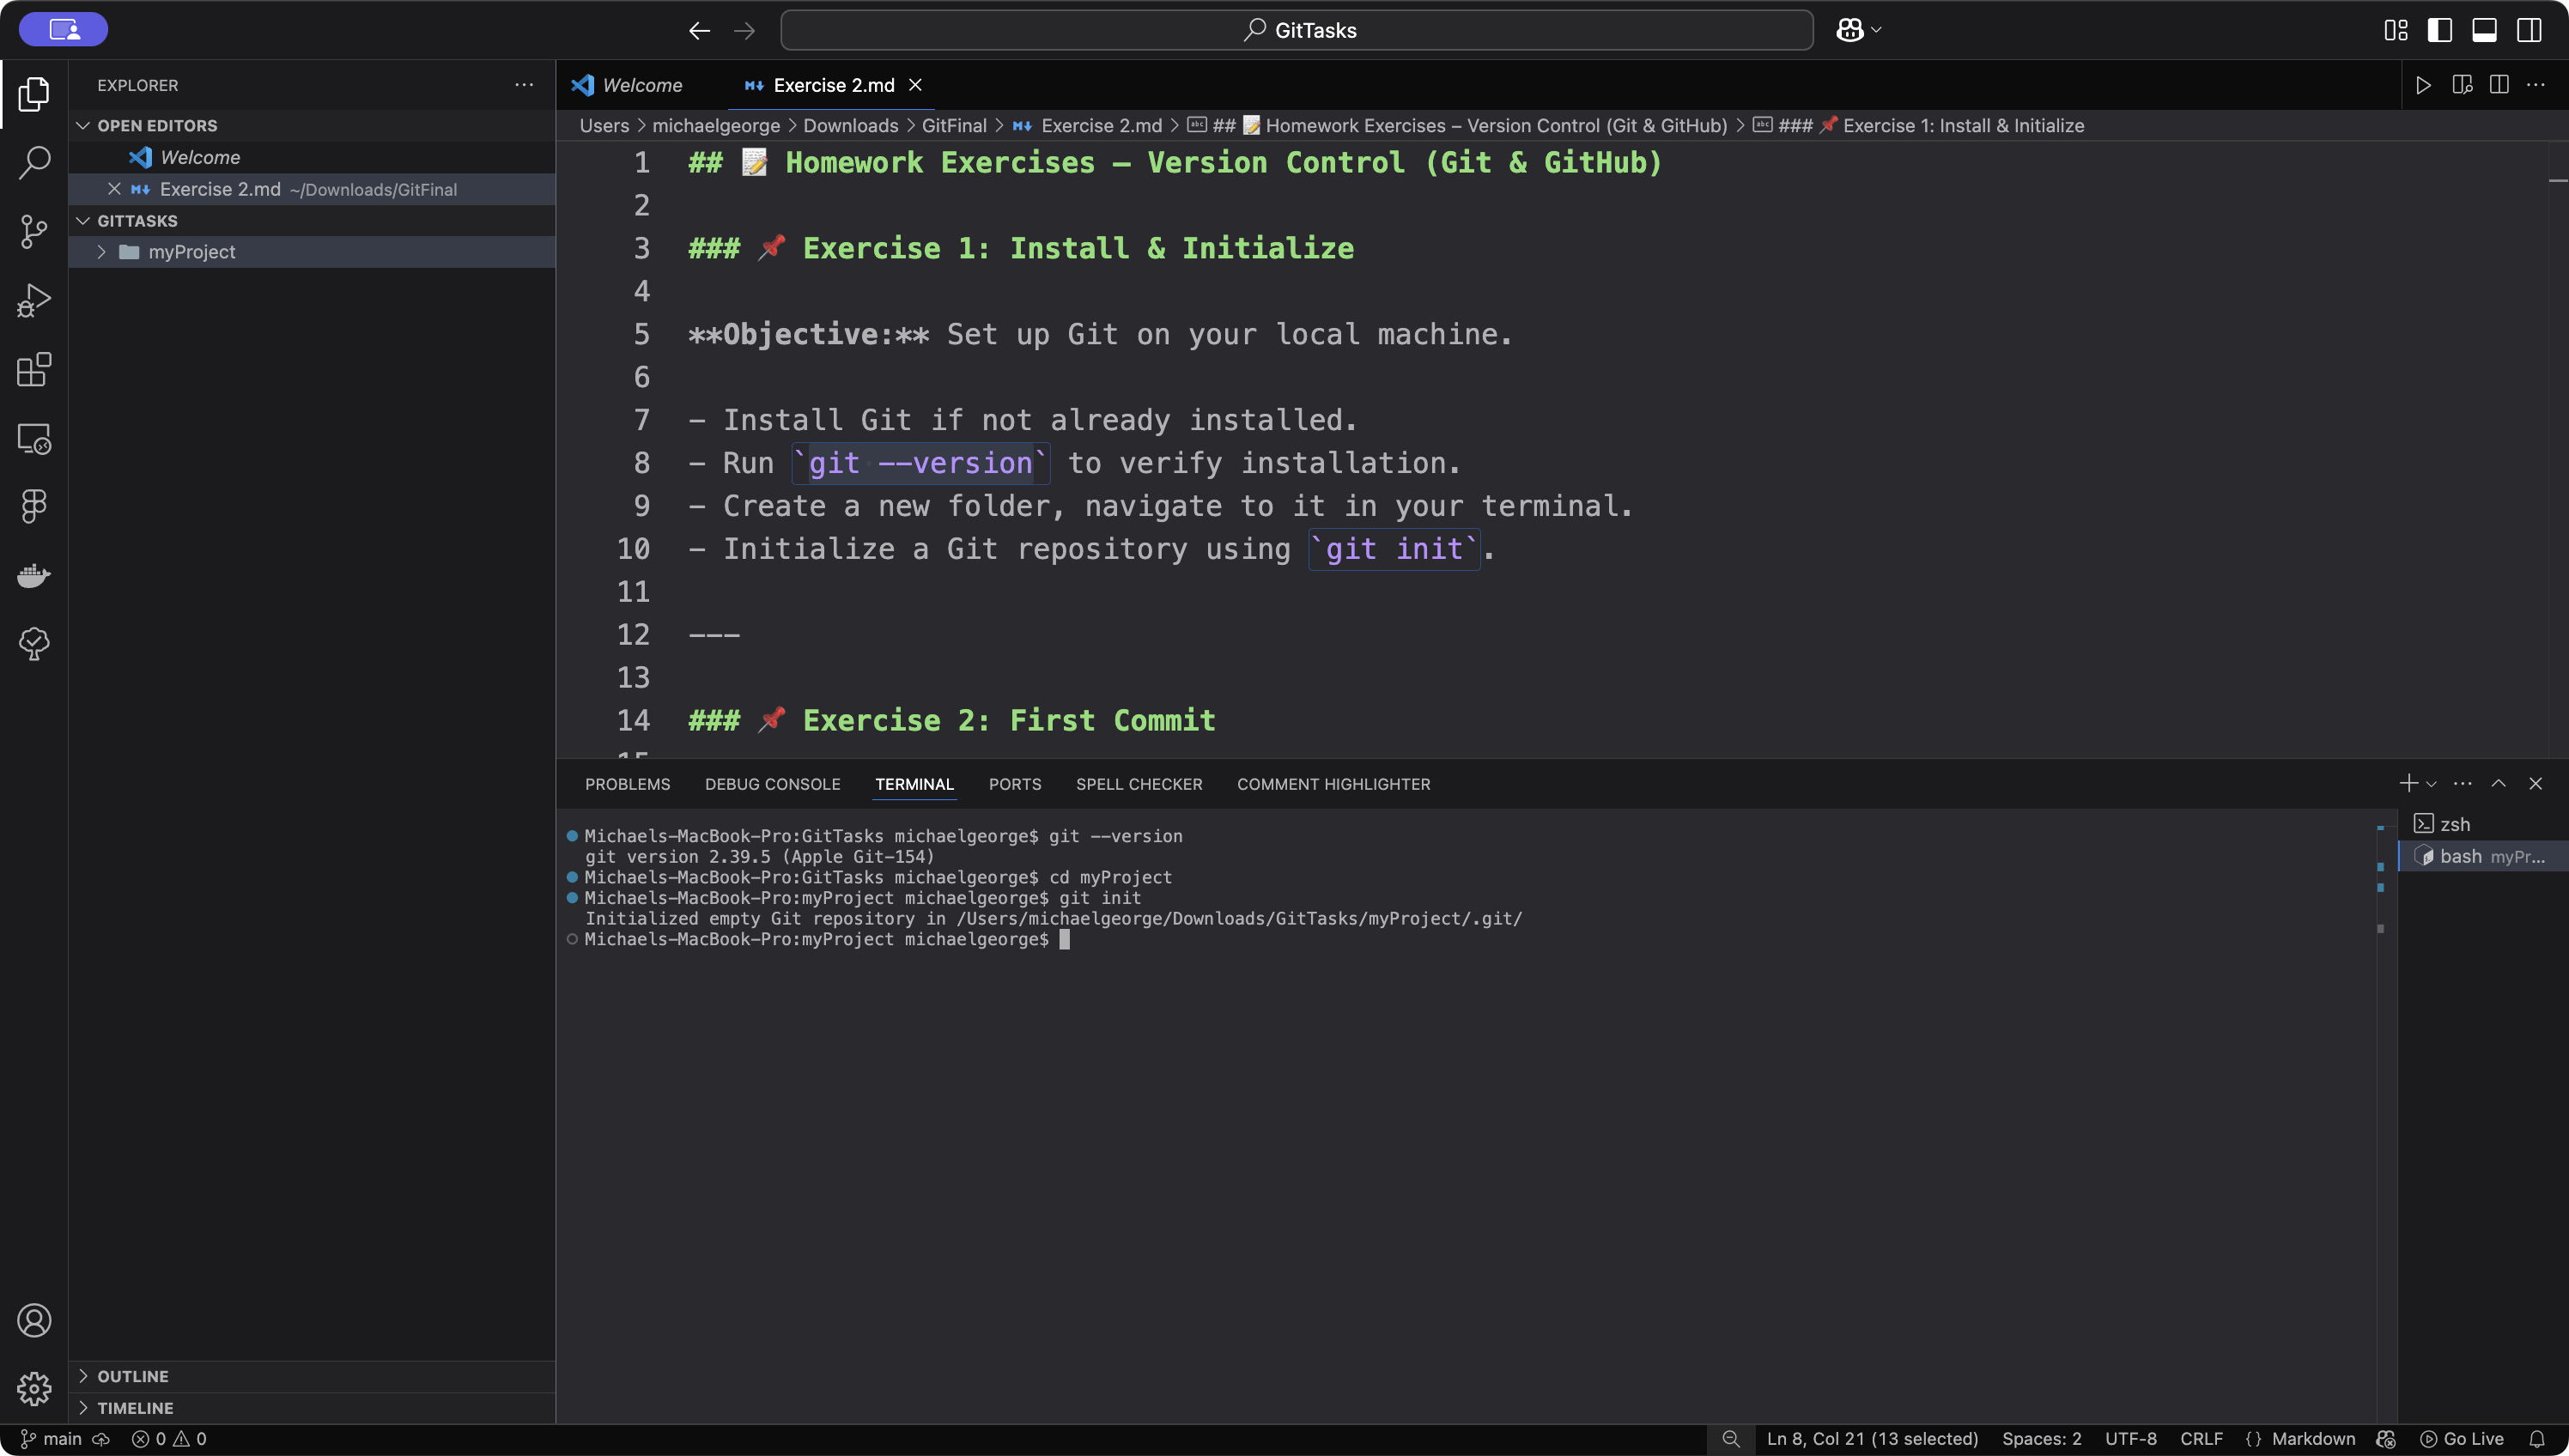 GitTasks
EXPLORER
OPEN EDITORS
Welcome
Exercise 2.md ~/Downloads/GitFinal
GITTASKS
myProject
OUTLINE
TIMELINE
Welcome
Exercise 2.md
Users > michaelgeorge > Downloads > GitFinal > Exercise 2.md > ## 📝 Homework Exercises – Version Control (Git & GitHub) > ### 📌 Exercise 1: Install & Initialize
1 ## 📝 Homework Exercises – Version Control (Git & GitHub)
2
3 ### 📌 Exercise 1: Install & Initialize
4
5 **Objective:** Set up Git on your local machine.
6
7 - Install Git if not already installed.
8 - Run `git --version` to verify installation.
9 - Create a new folder, navigate to it in your terminal.
10 - Initialize a Git repository using `git init`.
11
12 ---
13
14 ### 📌 Exercise 2: First Commit
15
PROBLEMS DEBUG CONSOLE TERMINAL PORTS SPELL CHECKER COMMENT HIGHLIGHTER
Michaels-MacBook-Pro:GitTasks michaelgeorge$ git --version
git version 2.39.5 (Apple Git-154)
Michaels-MacBook-Pro:GitTasks michaelgeorge$ cd myProject
Michaels-MacBook-Pro:myProject michaelgeorge$ git init
Initialized empty Git repository in /Users/michaelgeorge/Downloads/GitTasks/myProject/.git/
Michaels-MacBook-Pro:myProject michaelgeorge$
zsh
bash myPr...
main 0 0
Ln 8, Col 21 (13 selected) Spaces: 2 UTF-8 CRLF {} Markdown Go Live